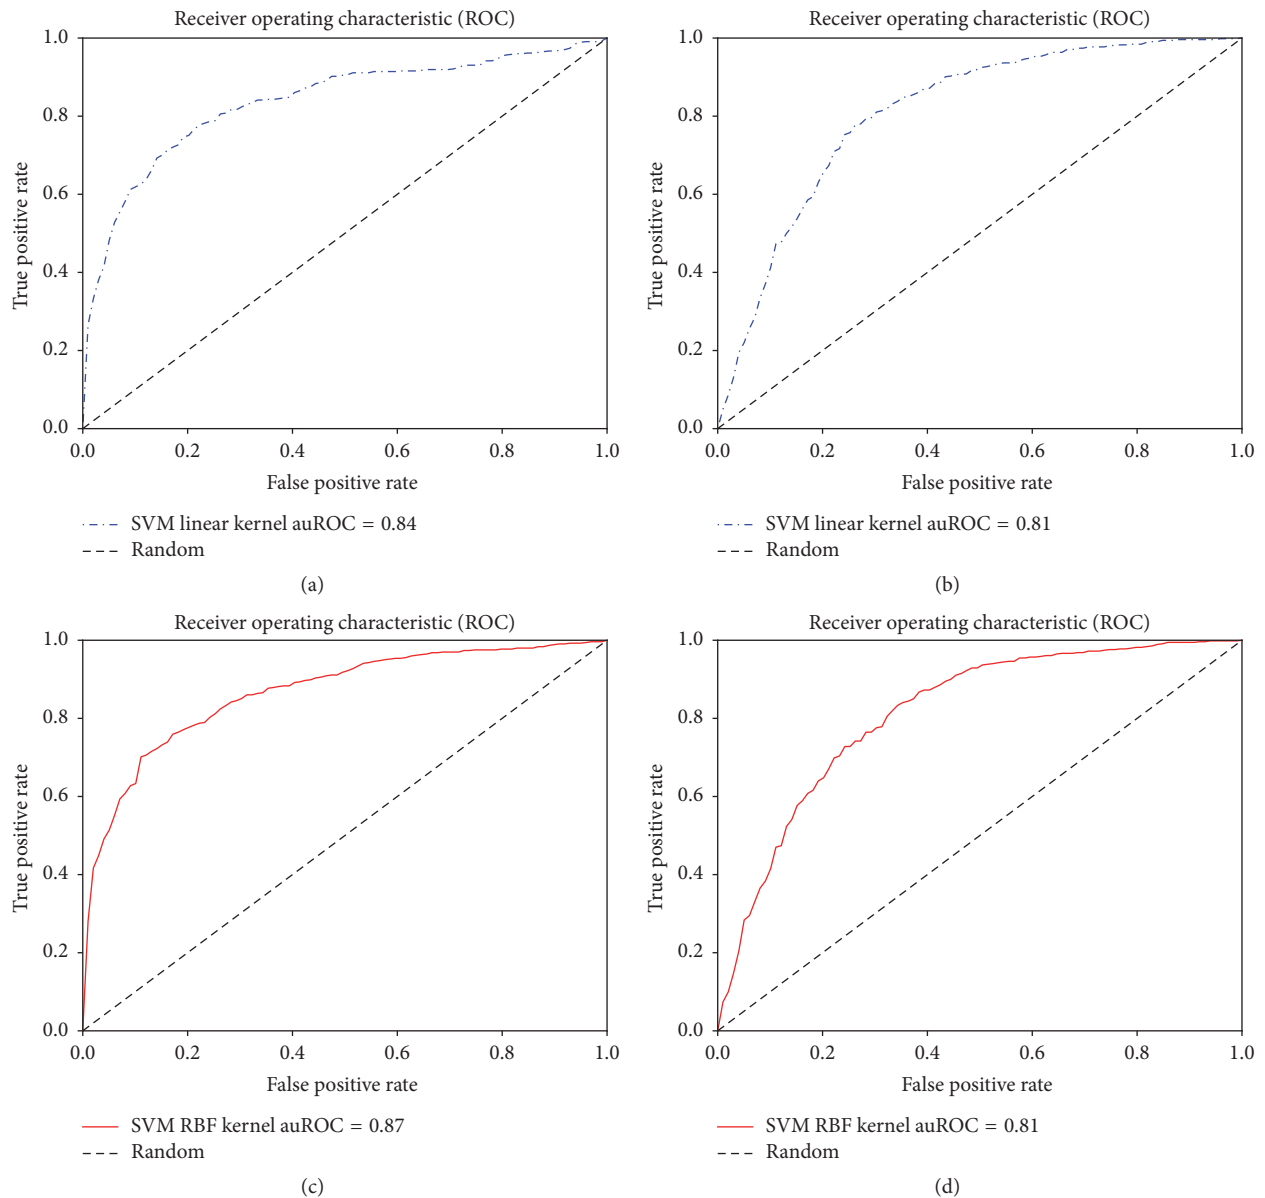 Receiver operating characteristic (ROC)
1.0
0.8
0.6
0.4
0.2
0.0
True positive rate
0.0 0.2 0.4 0.6 0.8 1.0
False positive rate
SVM linear kernel auROC = 0.84
Random
(a)
Receiver operating characteristic (ROC)
1.0
0.8
0.6
0.4
0.2
0.0
True positive rate
0.0 0.2 0.4 0.6 0.8 1.0
False positive rate
SVM linear kernel auROC = 0.81
Random
(b)
Receiver operating characteristic (ROC)
1.0
0.8
0.6
0.4
0.2
0.0
True positive rate
0.0 0.2 0.4 0.6 0.8 1.0
False positive rate
SVM RBF kernel auROC = 0.87
Random
(c)
Receiver operating characteristic (ROC)
1.0
0.8
0.6
0.4
0.2
0.0
True positive rate
0.0 0.2 0.4 0.6 0.8 1.0
False positive rate
SVM RBF kernel auROC = 0.81
Random
(d)